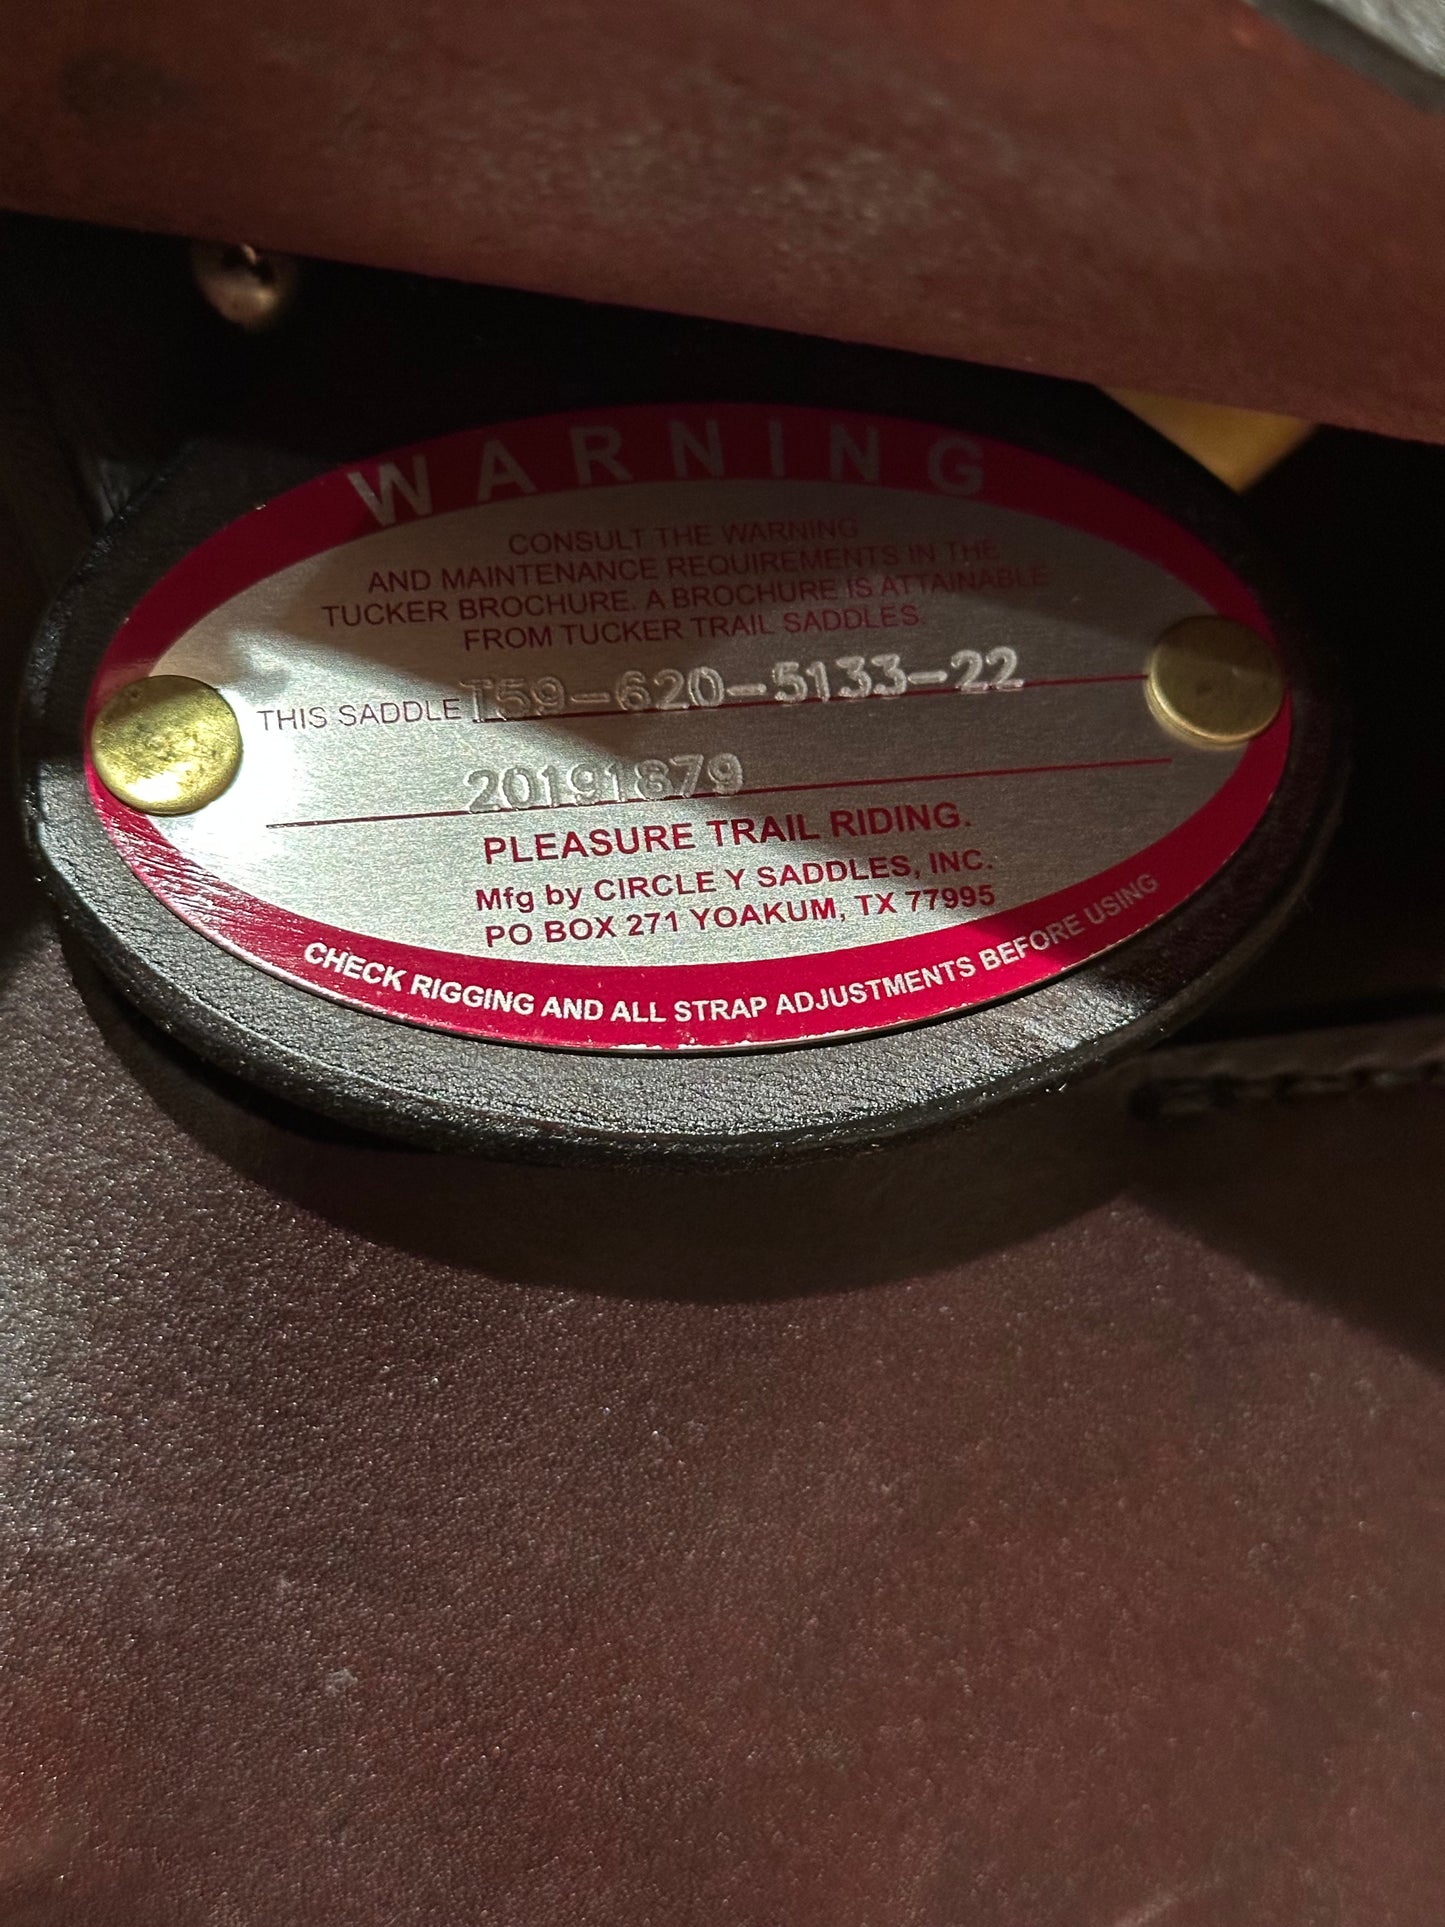 WARNING
CONSULT THE WARNING
AND MAINTENANCE REQUIREMENTS IN THE
TUCKER BROCHURE. A BROCHURE IS ATTAINABLE
FROM TUCKER TRAIL SADDLES.
THIS SADDLE T59-620-5133-22
20191879
PLEASURE TRAIL RIDING.
Mfg by CIRCLE Y SADDLES, INC.
PO BOX 271 YOAKUM, TX 77995
CHECK RIGGING AND ALL STRAP ADJUSTMENTS BEFORE USING